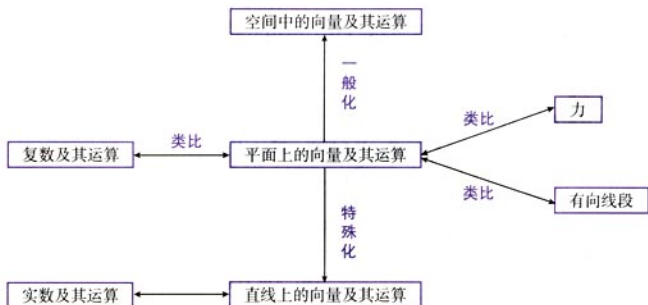 空间中的向量及其运算
一般化
类比
力
复数及其运算
类比
平面上的向量及其运算
类比
有向线段
特殊化
实数及其运算
直线上的向量及其运算